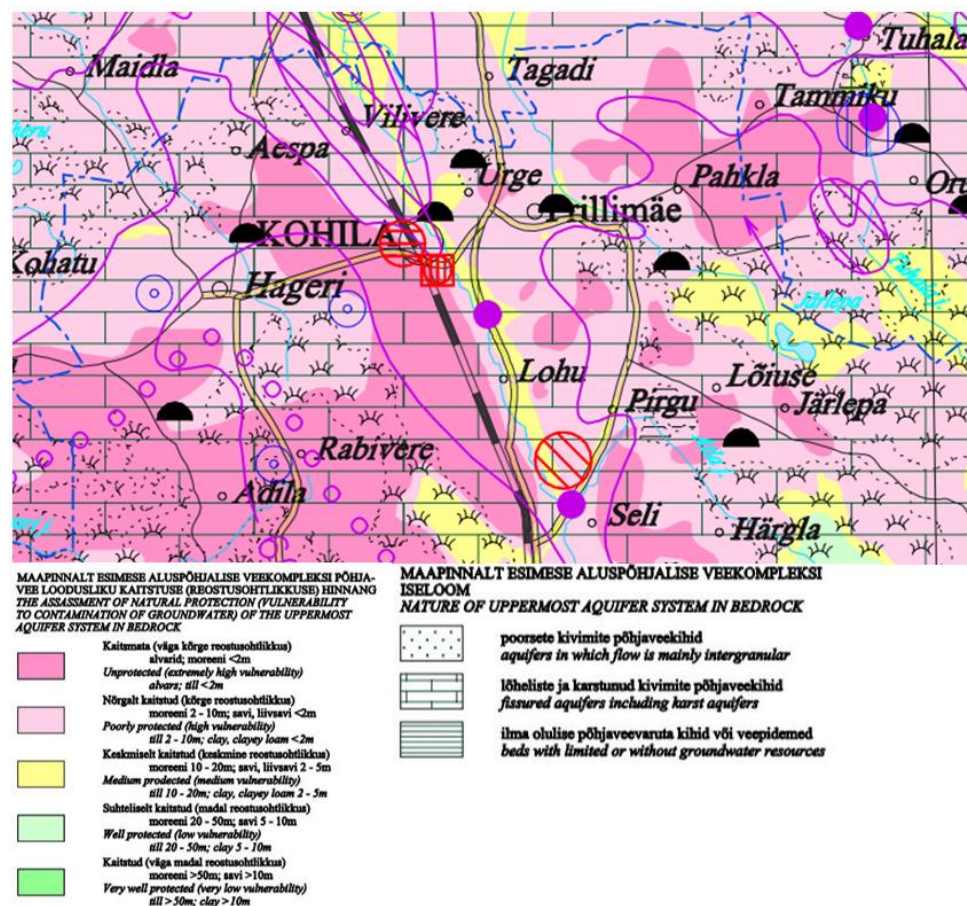 Tuhala
Maidla
Tagadi
Tammiku
Vilivere
Aespa
Urge
Pahkla
Oru
KOHILA
Kohatu
Hageri
Järlepa
Lohu
Lõiuse
Pirgu
Järlepa
Rabivere
Adila
Seli
Härgla
MAAPINNALT ESIMESE ALUSPÕHJALISE VEEKOMPLEKSI PÕHJA-
VEE LOODUSLIKU KAITSTUSE (REOSTUSOHTLIKKUSE) HINNANG
THE ASSASSMENT OF NATURAL PROTECTION (VULNERABILITY
TO CONTAMINATION OF GROUNDWATER) OF THE UPPERMOST
AQUIFER SYSTEM IN BEDROCK
Kaitsmata (väga kõrge reostusohtlikkus)
alvarid; moreeni <2m
Unprotected (extremely high vulnerability)
alvars; till <2m
Nõrgalt kaitstud (kõrge reostusohtlikkus)
moreeni 2 - 10m; savi, liivsavi <2m
Poorly protected (high vulnerability)
till 2 - 10m; clay, clayey loam <2m
Keskmiselt kaitstud (keskmine reostusohtlikkus)
moreeni 10 - 20m; savi, liivsavi 2 - 5m
Medium prodected (medium vulnerability)
till 10 - 20m; clay, clayey loam 2 - 5m
Suhteliselt kaitstud (madal reostusohtlikkus)
moreeni 20 - 50m; savi 5 - 10m
Well protected (low vulnerability)
till 20 - 50m; clay 5 - 10m
Kaitstud (väga madal reostusohtlikkus)
moreeni >50m; savi >10m
Very well protected (very low vulnerability)
till >50m; clay >10m
MAAPINNALT ESIMESE ALUSPÕHJALISE VEEKOMPLEKSI
ISELOOM
NATURE OF UPPERMOST AQUIFER SYSTEM IN BEDROCK
poorsete kivimite põhjaveekihid
aquifers in which flow is mainly intergranular
lõheliste ja karstunud kivimite põhjaveekihid
fissured aquifers including karst aquifers
ilma olulise põhjaveevaruta kihid või veepidemed
beds with limited or without groundwater resources